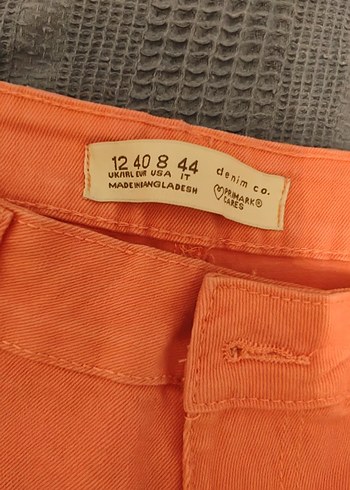 12 40 8 44
UK/IRL EUR USA IT
MADE IN BANGLADESH
denim co.
PRIMARK®
CARES